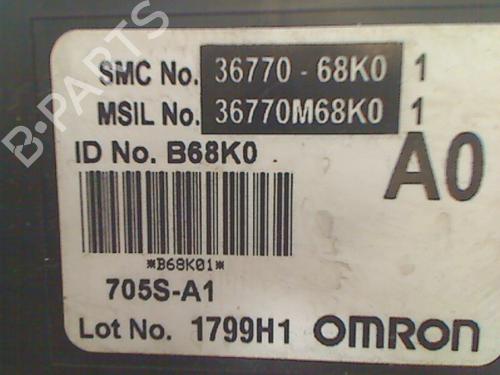 SMC No. 36770-68K0 1
MSIL No. 36770M68K0 1
ID No. B68K0
A0
*B68K01*
705S-A1
Lot No. 1799H1 OMRON
B-PARTS